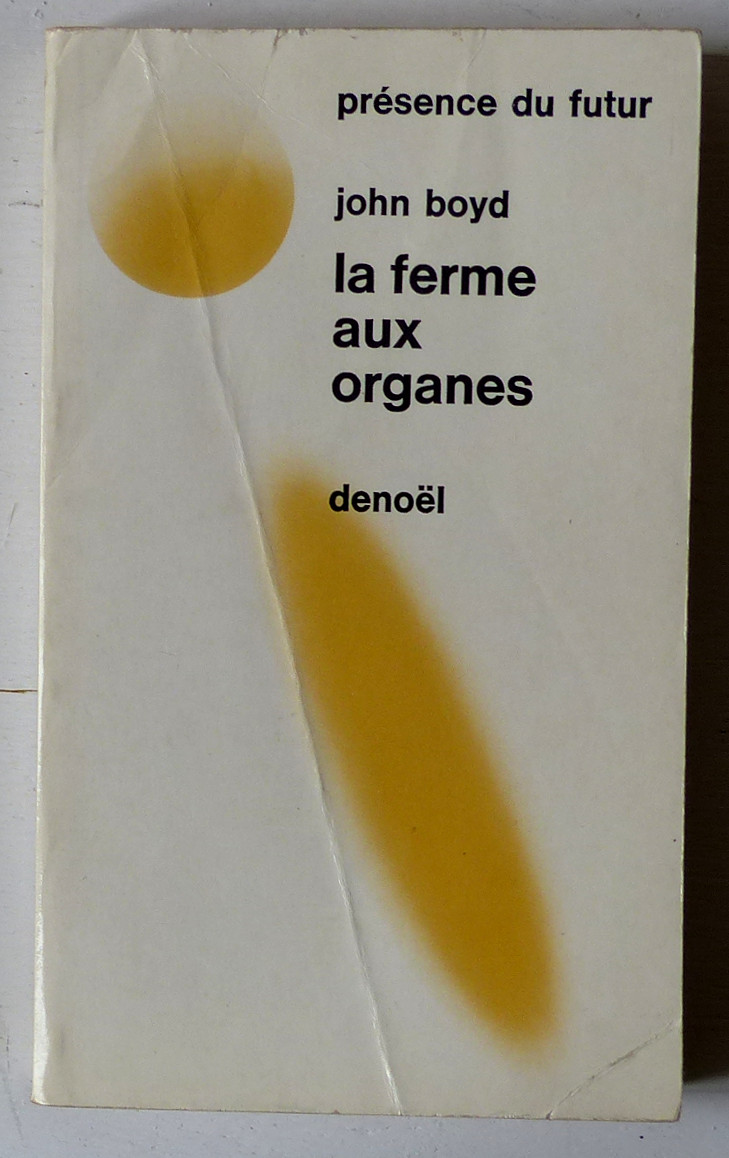 présence du futur
john boyd
la ferme
aux
organes
denoël